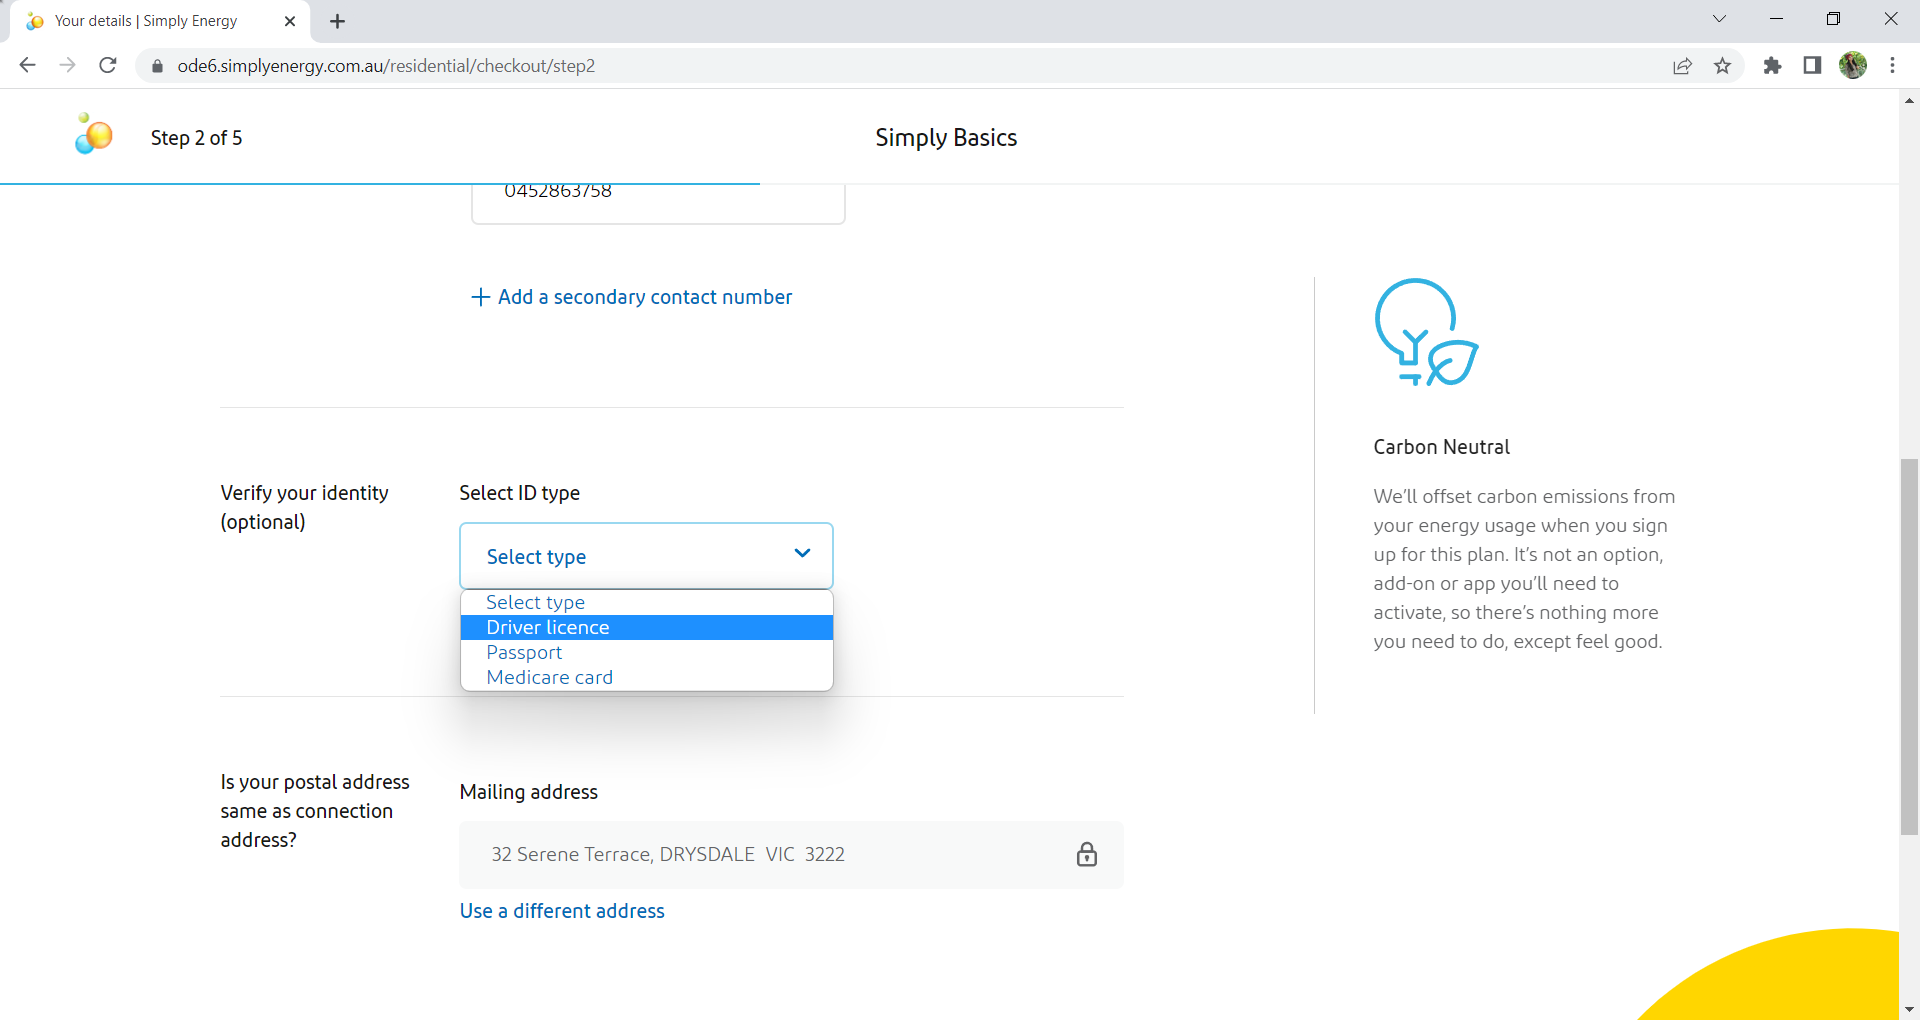 Your details | Simply Energy
ode6.simplyenergy.com.au/residential/checkout/step2
Step 2 of 5
Simply Basics
0452863758
Add a secondary contact number
Verify your identity
(optional)
Select ID type
Select type
Select type
Driver licence
Passport
Medicare card
Is your postal address
same as connection
address?
Mailing address
32 Serene Terrace, DRYSDALE  VIC  3222
Use a different address
Carbon Neutral
We’ll offset carbon emissions from
your energy usage when you sign
up for this plan. It’s not an option,
add-on or app you’ll need to
activate, so there’s nothing more
you need to do, except feel good.